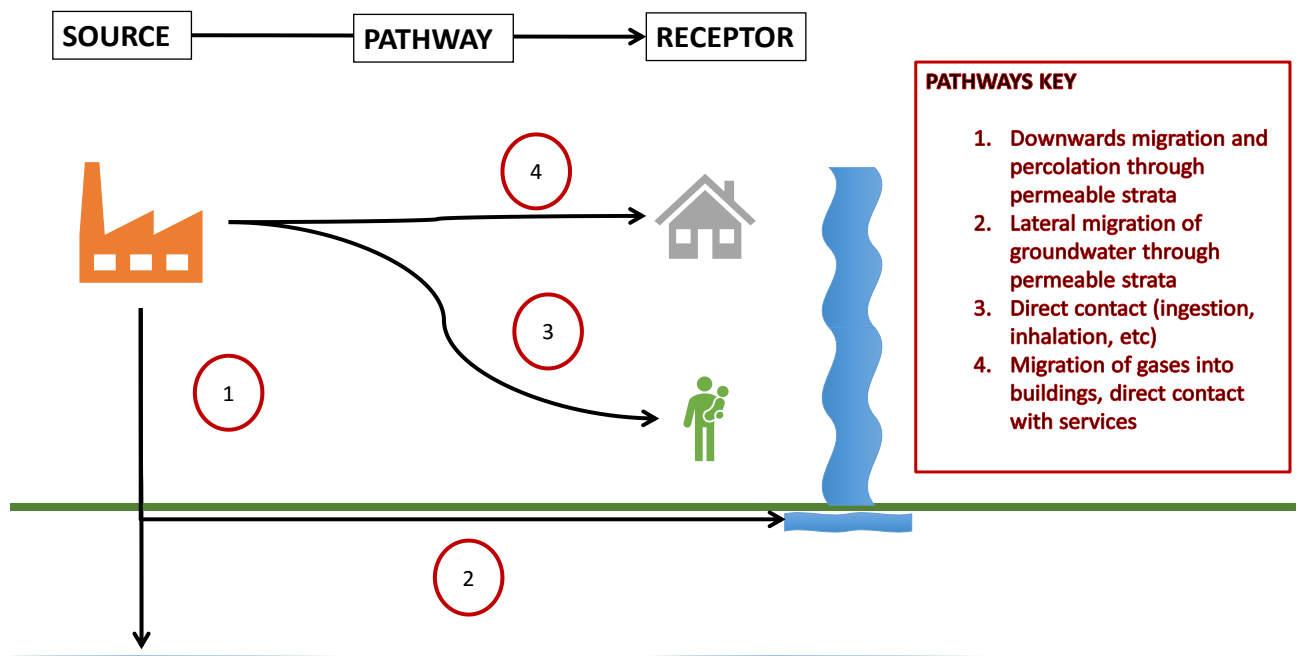 SOURCE
PATHWAY
RECEPTOR
PATHWAYS KEY
1. Downwards migration and
percolation through
permeable strata
2. Lateral migration of
groundwater through
permeable strata
3. Direct contact (ingestion,
inhalation, etc)
4. Migration of gases into
buildings, direct contact
with services
4
3
1
2